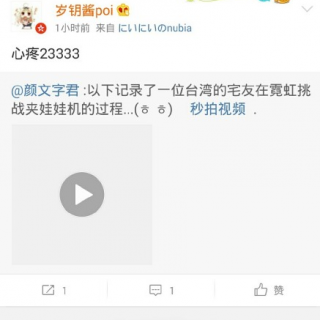 岁钥酱poi
1小时前 来自 にいにいのnubia
心疼23333
@颜文字君 :以下记录了一位台湾的宅友在霓虹挑
战夹娃娃机的过程...(ㅎ ㅎ) 秒拍视频 .
1 1 赞